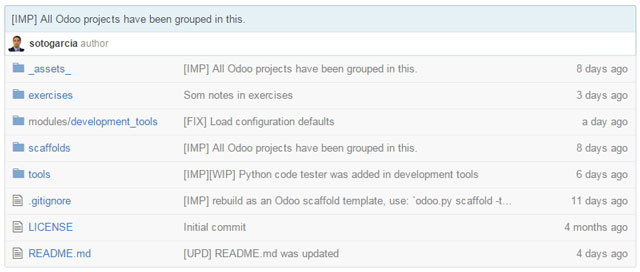 [IMP] All Odoo projects have been grouped in this.
sotogarcia author
_assets_ [IMP] All Odoo projects have been grouped in this. 8 days ago
exercises Som notes in exercises 3 days ago
modules/development_tools [FIX] Load configuration defaults a day ago
scaffolds [IMP] All Odoo projects have been grouped in this. 8 days ago
tools [IMP][WIP] Python code tester was added in development tools 6 days ago
.gitignore [IMP] rebuild as an Odoo scaffold template, use: `odoo.py scaffold -t... 11 days ago
LICENSE Initial commit 4 months ago
README.md [UPD] README.md was updated 4 days ago